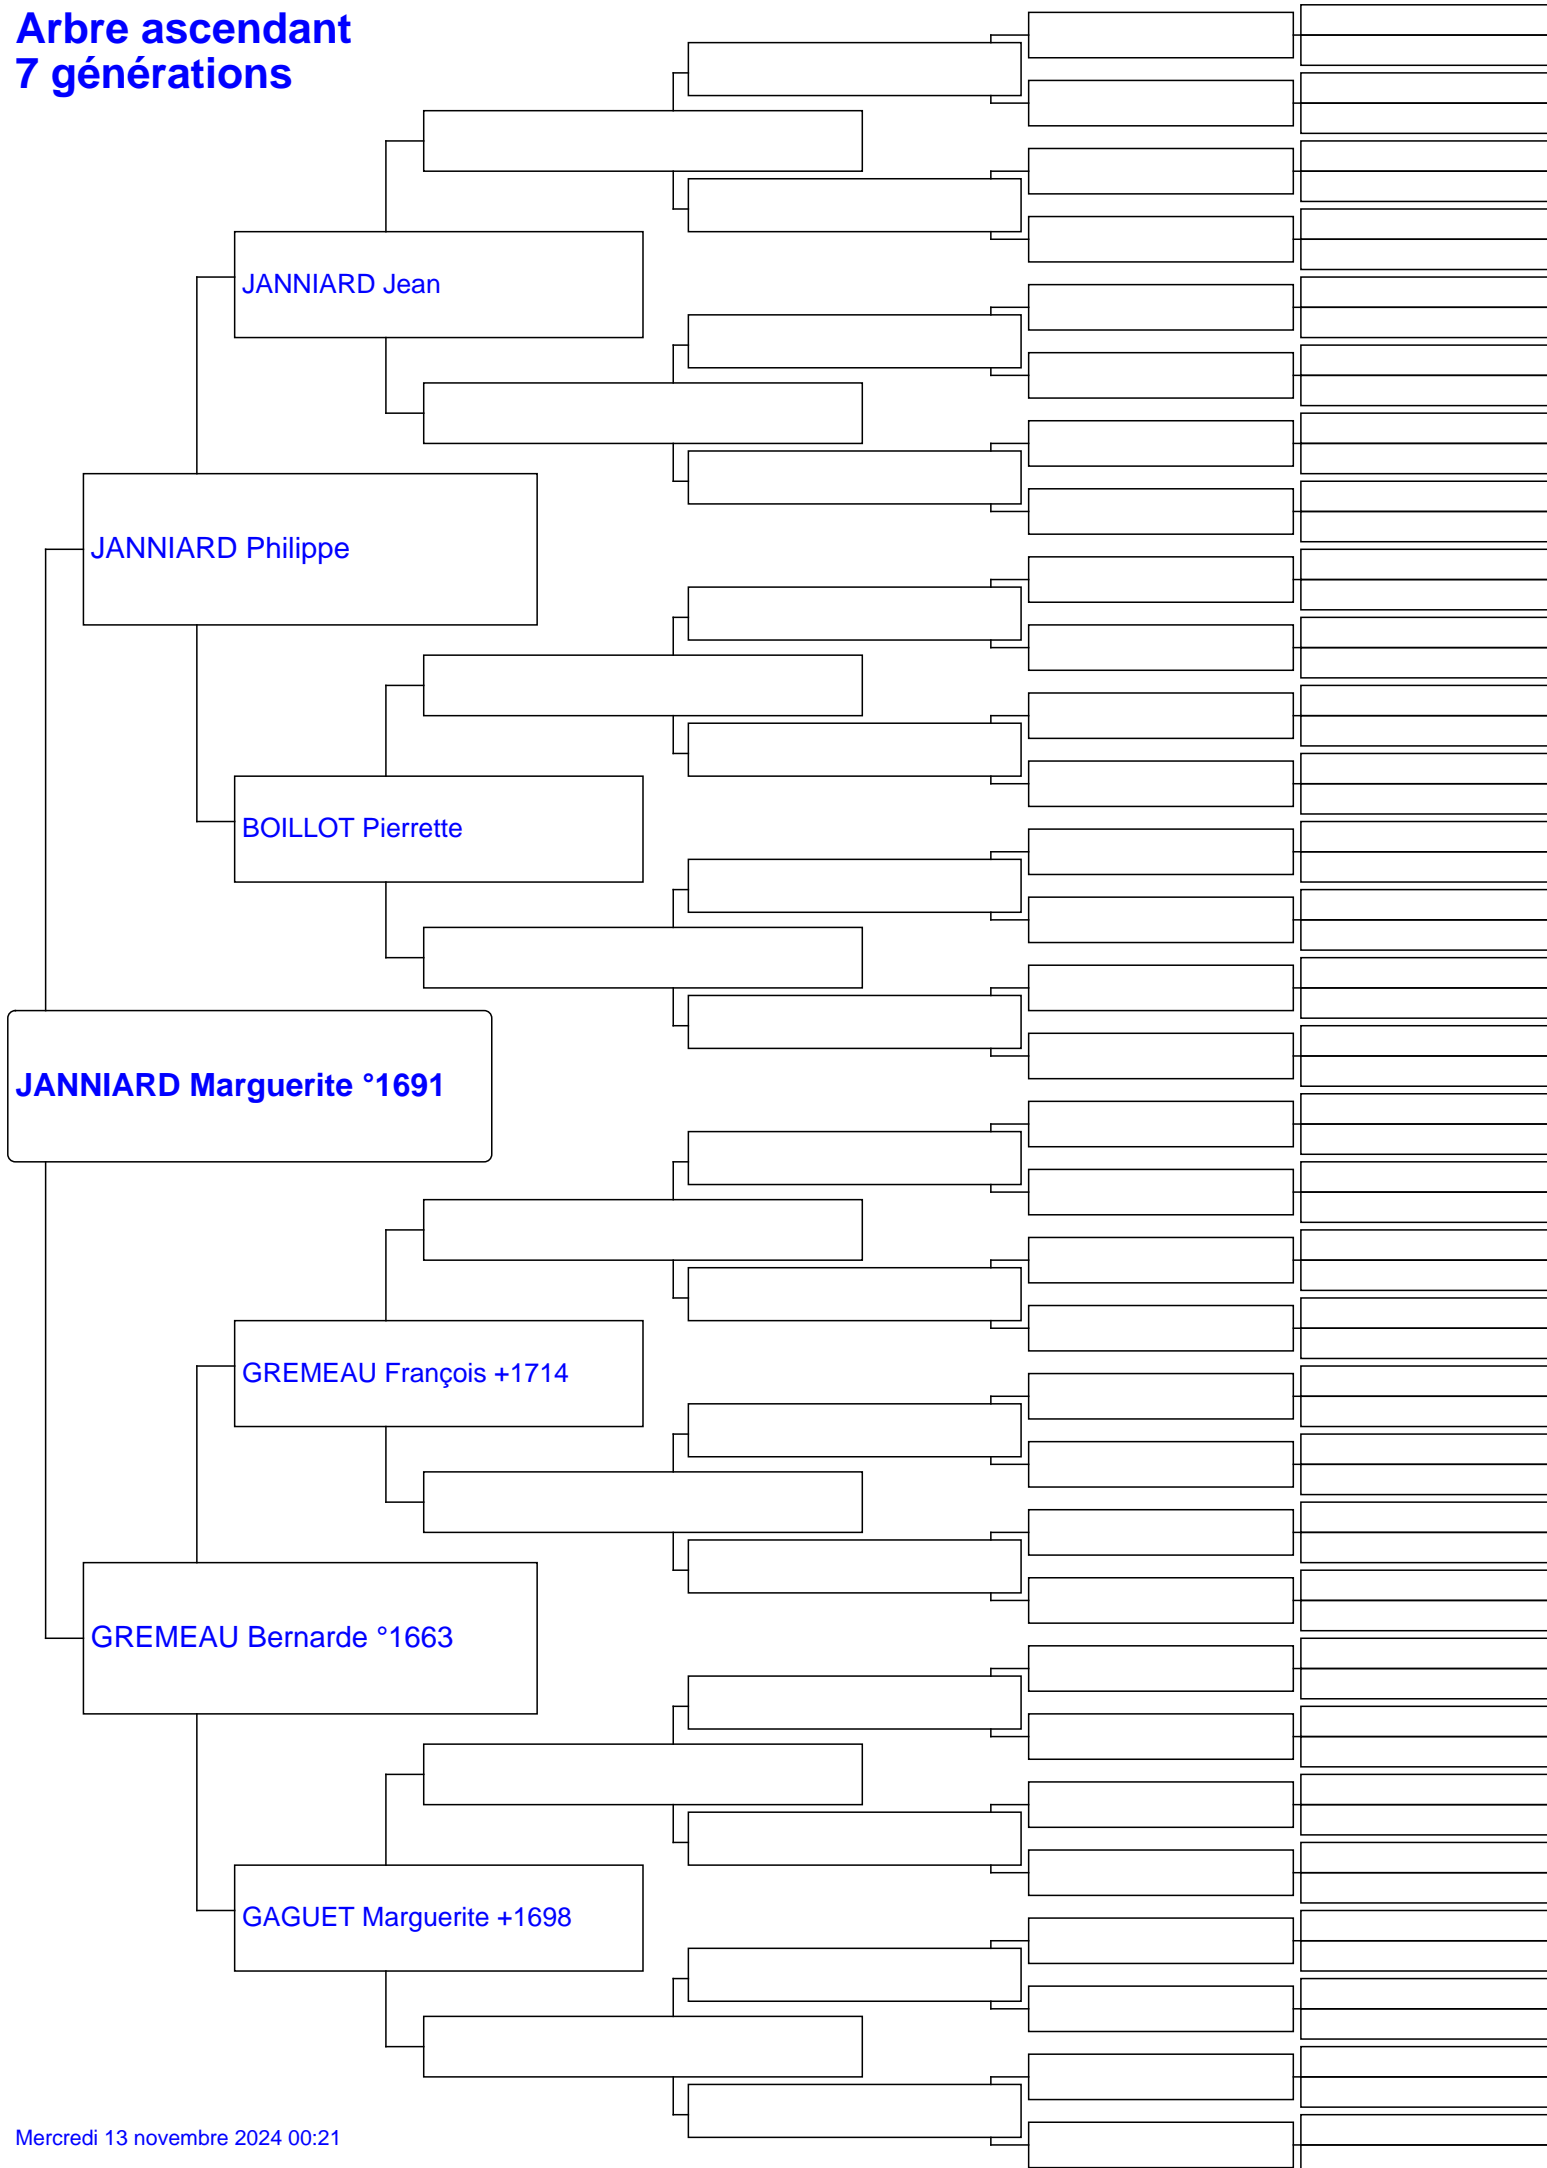 Arbre ascendant
7 générations
JANNIARD Jean
JANNIARD Philippe
BOILLOT Pierrette
JANNIARD Marguerite °1691
GREMEAU François +1714
GREMEAU Bernarde °1663
GAGUET Marguerite +1698
Mercredi 13 novembre 2024 00:21